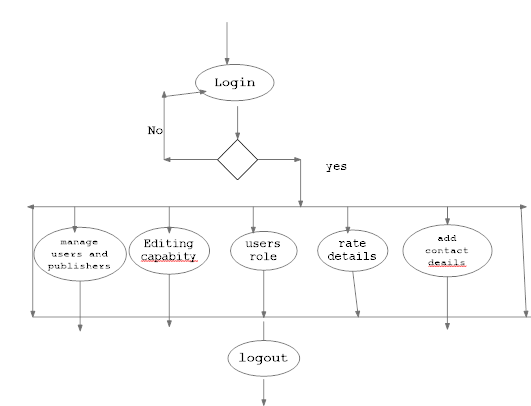 Login
No
yes
manage
users and
publishers
Editing
capabity
users
role
rate
details
add
contact
deails
logout